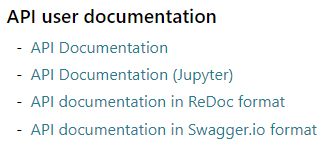 API user documentation
- API Documentation
- API Documentation (Jupyter)
- API documentation in ReDoc format
- API documentation in Swagger.io format